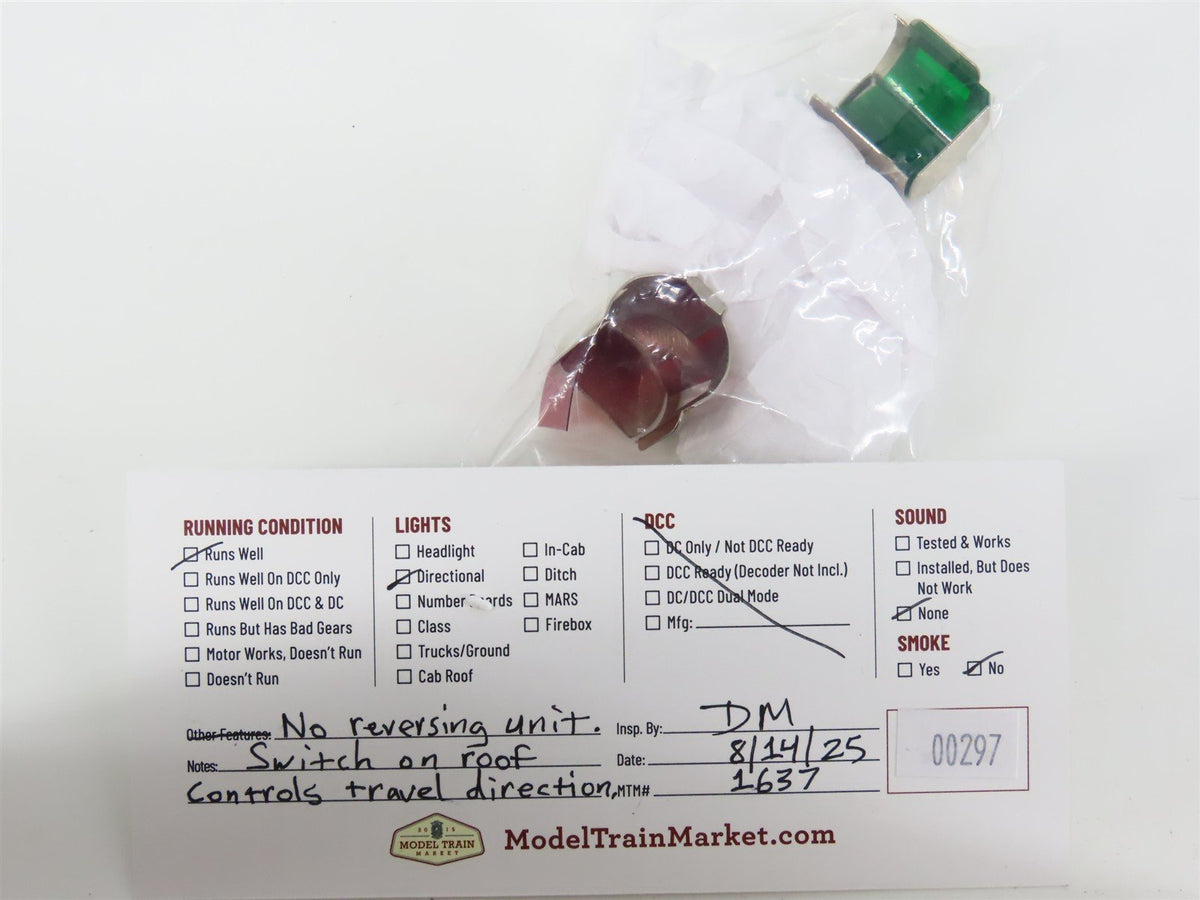 RUNNING CONDITION
Runs Well
Runs Well On DCC Only
Runs Well On DCC & DC
Runs But Has Bad Gears
Motor Works, Doesn't Run
Doesn't Run
LIGHTS
Headlight
Directional
Number
Class
Trucks/Ground
Cab Roof
In-Cab
Ditch
MARS
Firebox
DCC
DC Only / Not DCC Ready
DCC Ready (Decoder Not Incl.)
DC/DCC Dual Mode
Mfg:
SOUND
Tested & Works
Installed, But Does
Not Work
None
SMOKE
Yes No
Other Features: No reversing unit.
Notes: Switch on roof
Controls travel direction,
Insp. By: DM
Date: 8/14/25
MTM# 1637
00297
2015
MODEL TRAIN
MARKET
ModelTrainMarket.com